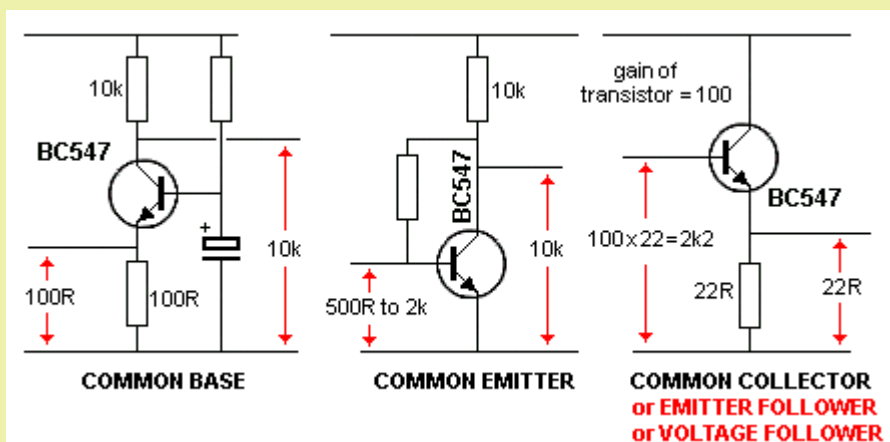 10k
BC547
+
10k
100R
100R
COMMON BASE
10k
BC547
10k
500R to 2k
COMMON EMITTER
gain of
transistor = 100
BC547
100x22=2k2
22R
22R
COMMON COLLECTOR
or EMITTER FOLLOWER
or VOLTAGE FOLLOWER